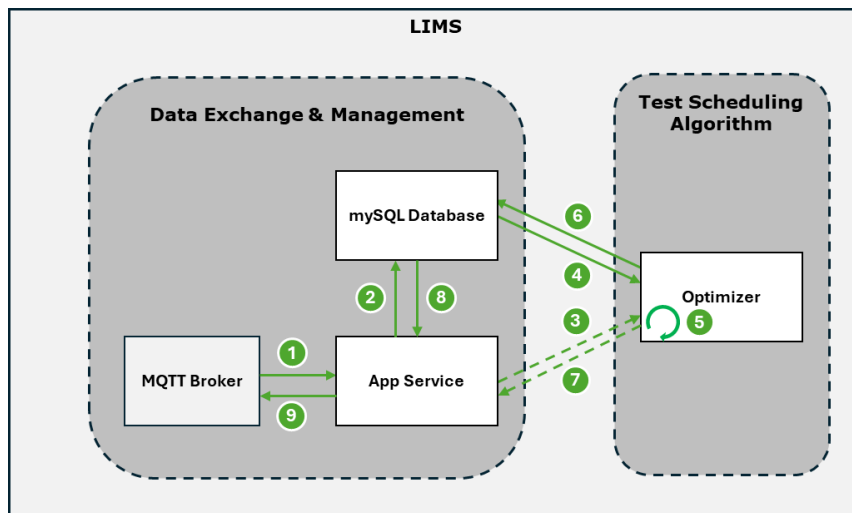 LIMS
Data Exchange & Management
Test Scheduling
Algorithm
mySQL Database
6
4
Optimizer
2
8
3
5
1
MQTT Broker
App Service
7
9